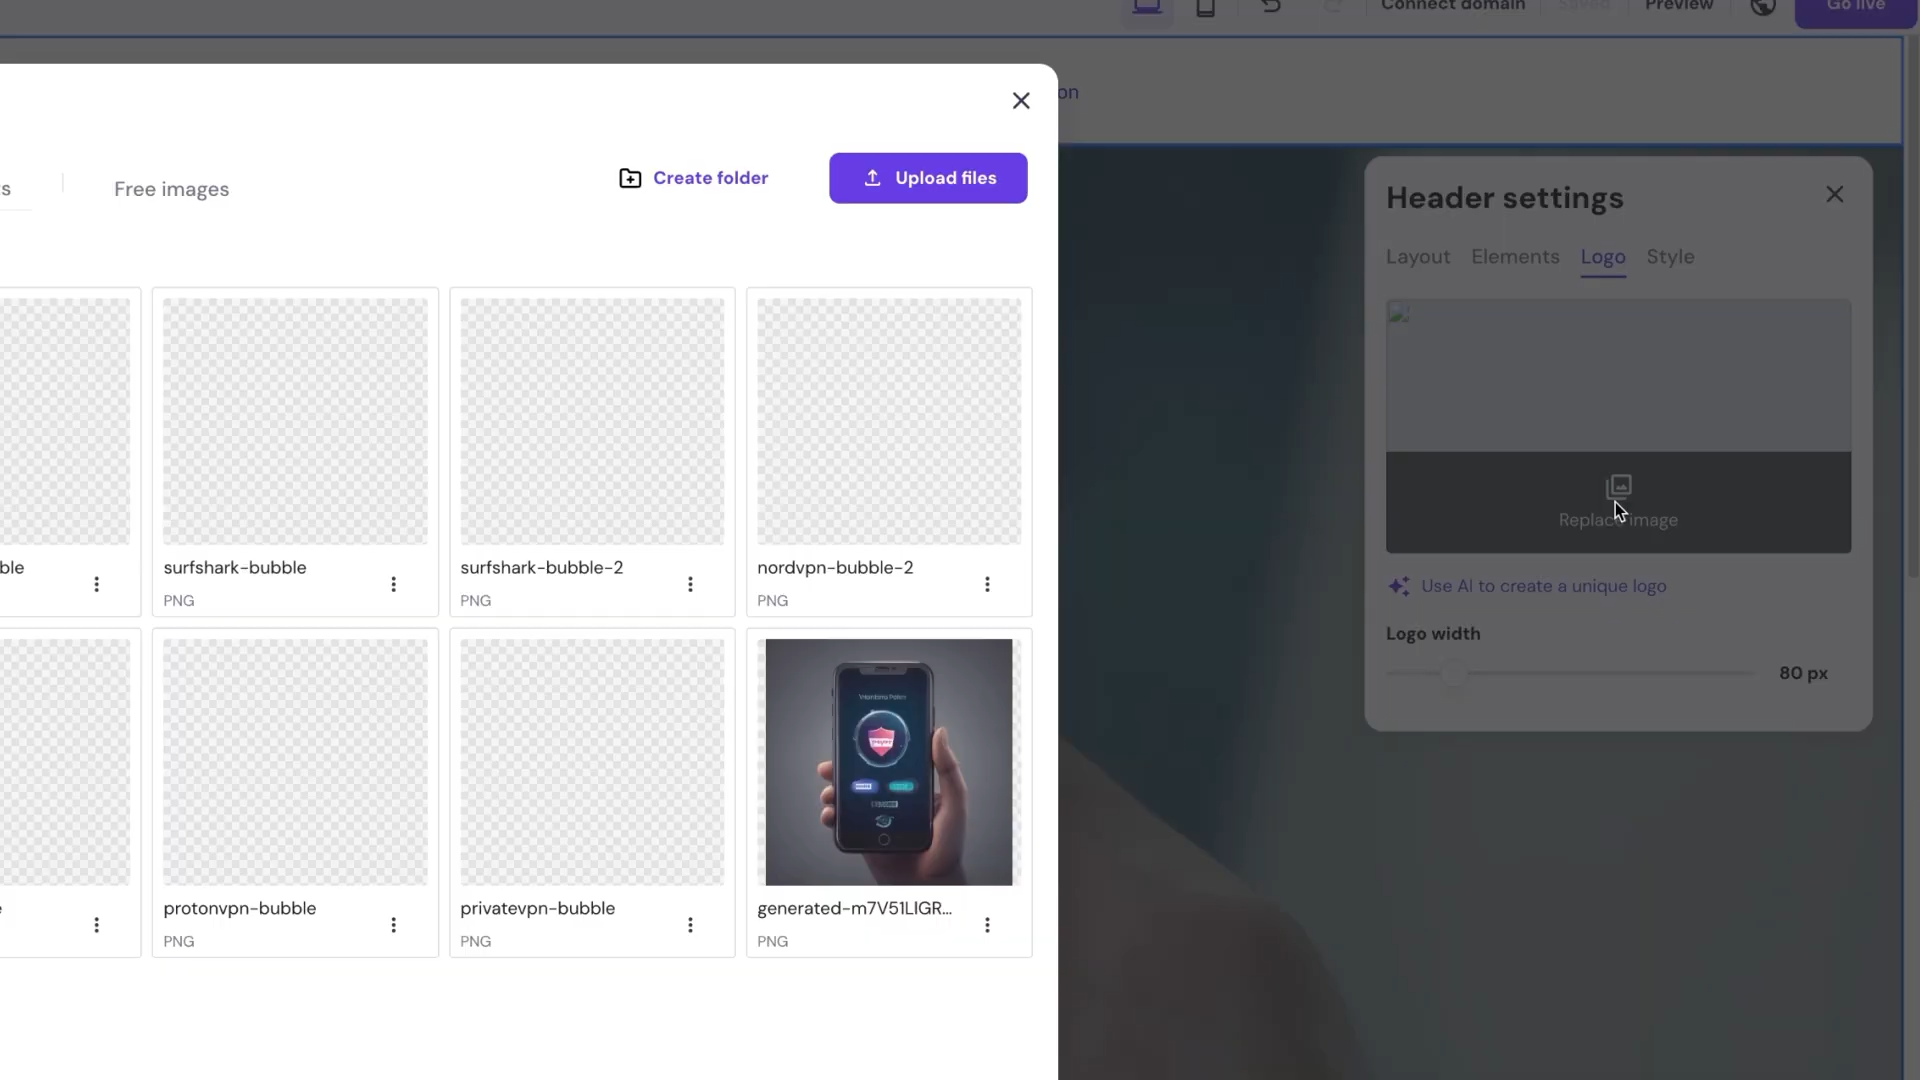 Connect domain
Saved
Preview
Go live
on
s
Free images
Create folder
Upload files
Header settings
Layout
Elements
Logo
Style
Replace image
Use AI to create a unique logo
Logo width
80 px
ble
surfshark-bubble
PNG
surfshark-bubble-2
PNG
nordvpn-bubble-2
PNG
e
protonvpn-bubble
PNG
privatevpn-bubble
PNG
generated-m7V51LIGR...
PNG